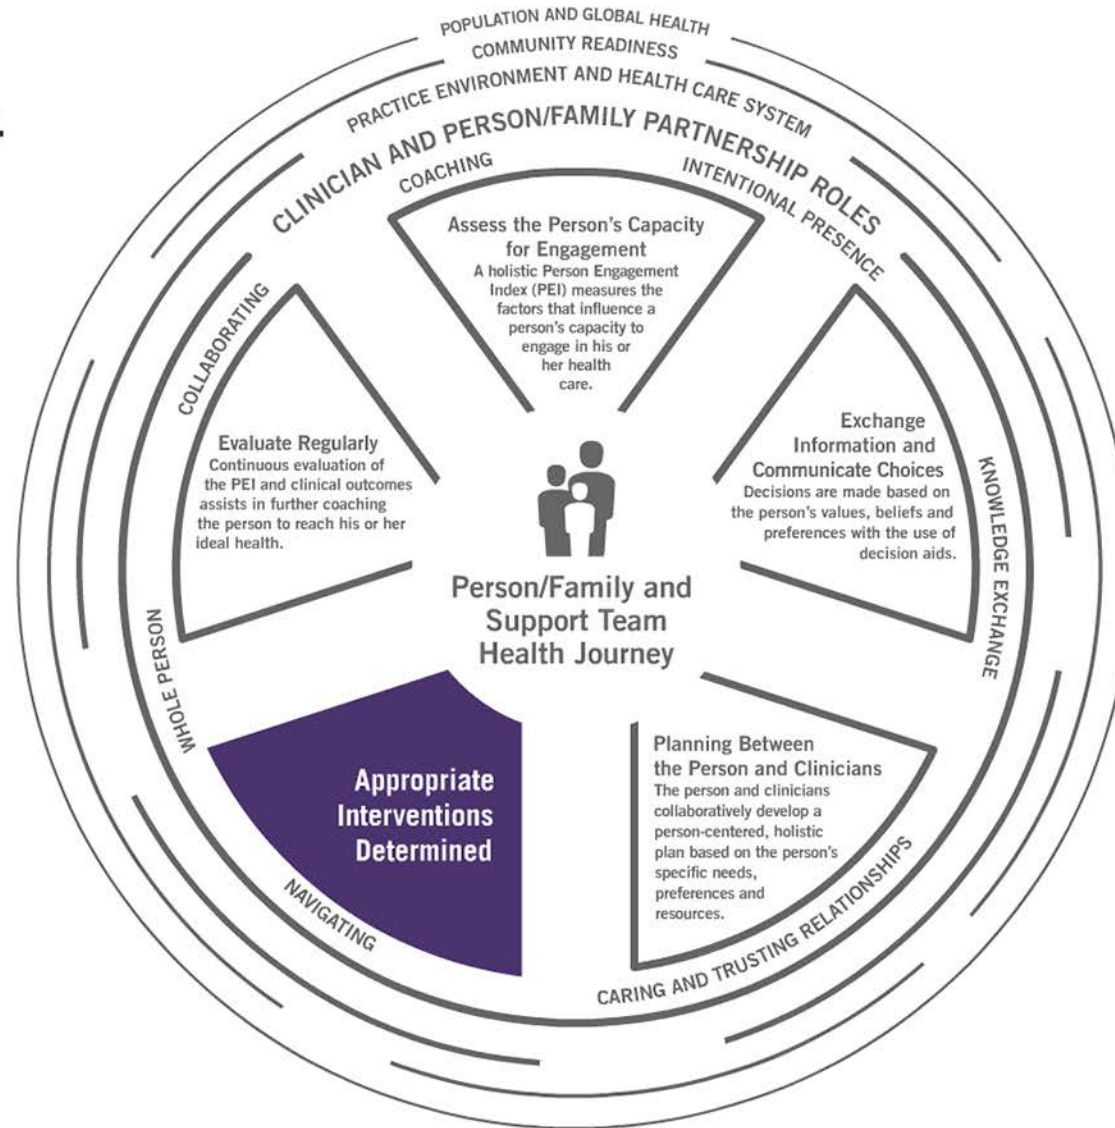 POPULATION AND GLOBAL HEALTH
COMMUNITY READINESS
PRACTICE ENVIRONMENT AND HEALTH CARE SYSTEM
CLINICIAN AND PERSON/FAMILY PARTNERSHIP ROLES
COACHING
INTENTIONAL PRESENCE
KNOWLEDGE EXCHANGE
CARING AND TRUSTING RELATIONSHIPS
NAVIGATING
WHOLE PERSON
COLLABORATING
Assess the Person's Capacity
for Engagement
A holistic Person Engagement
Index (PEI) measures the
factors that influence a
person's capacity to
engage in his or
her health
care.
Exchange
Information and
Communicate Choices
Decisions are made based on
the person's values, beliefs and
preferences with the use of
decision aids.
Planning Between
the Person and Clinicians
The person and clinicians
collaboratively develop a
person-centered, holistic
plan based on the person's
specific needs,
preferences and
resources.
Appropriate
Interventions
Determined
Evaluate Regularly
Continuous evaluation of
the PEI and clinical outcomes
assists in further coaching
the person to reach his or her
ideal health.
Person/Family and
Support Team
Health Journey